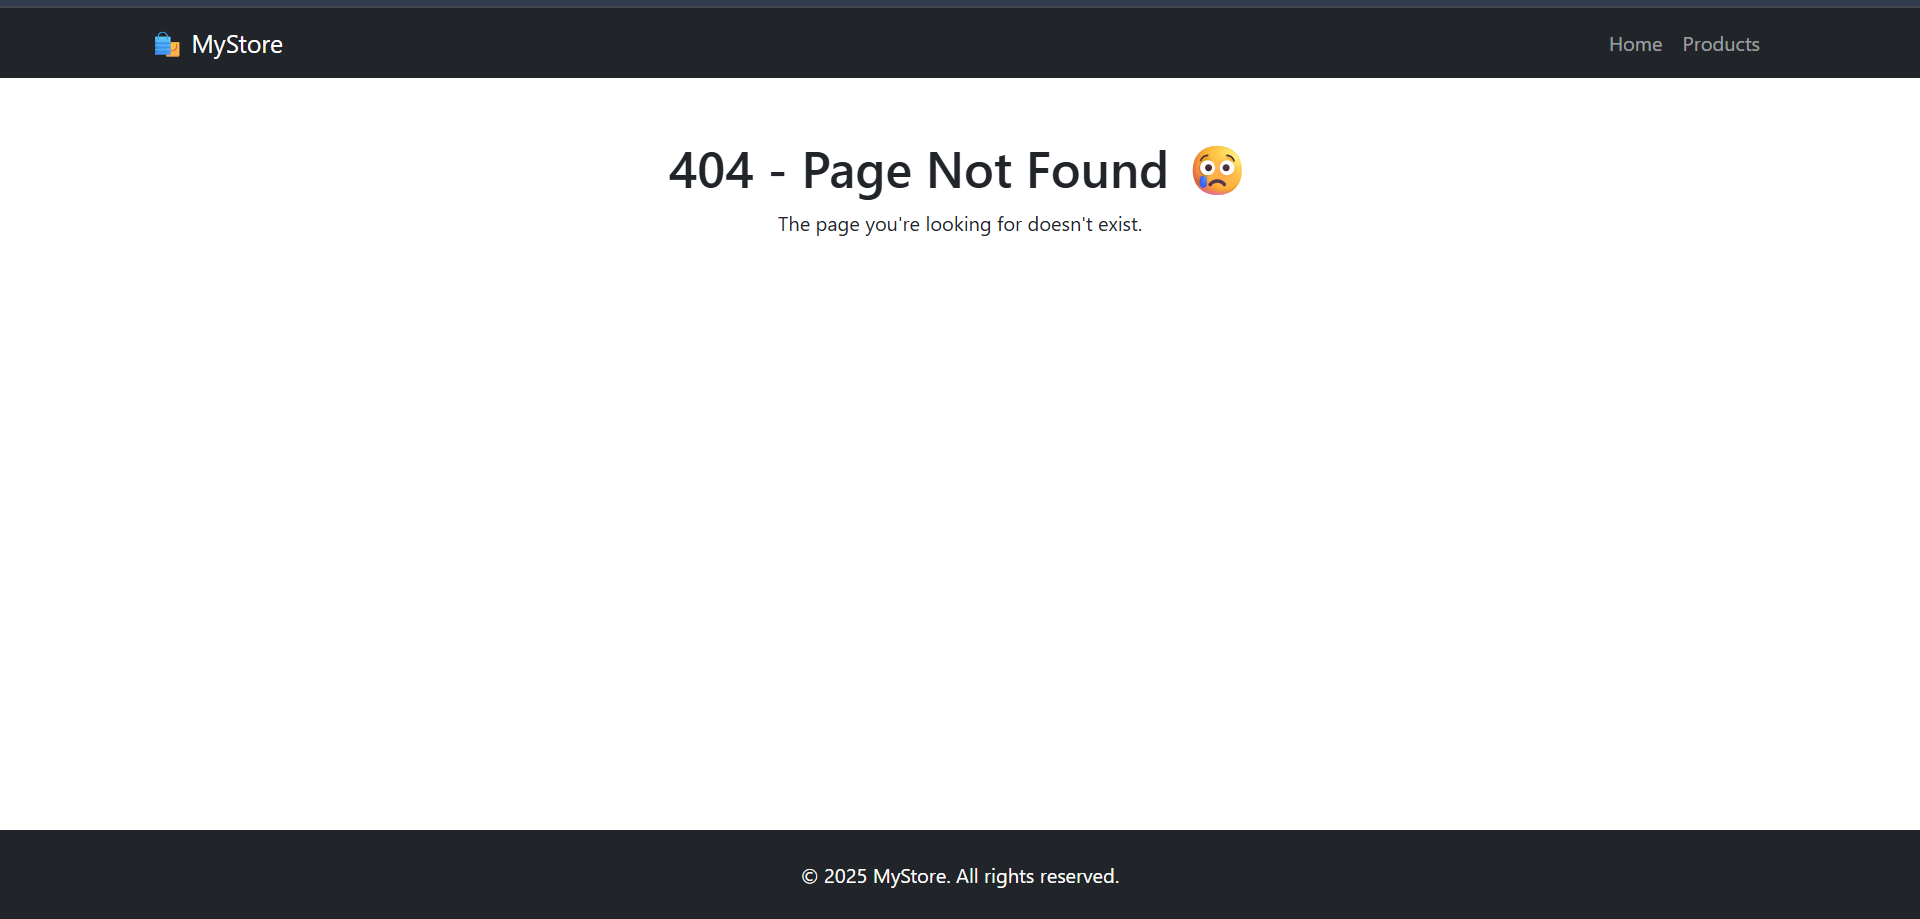 MyStore
Home
Products
404 - Page Not Found 😢
The page you're looking for doesn't exist.
© 2025 MyStore. All rights reserved.